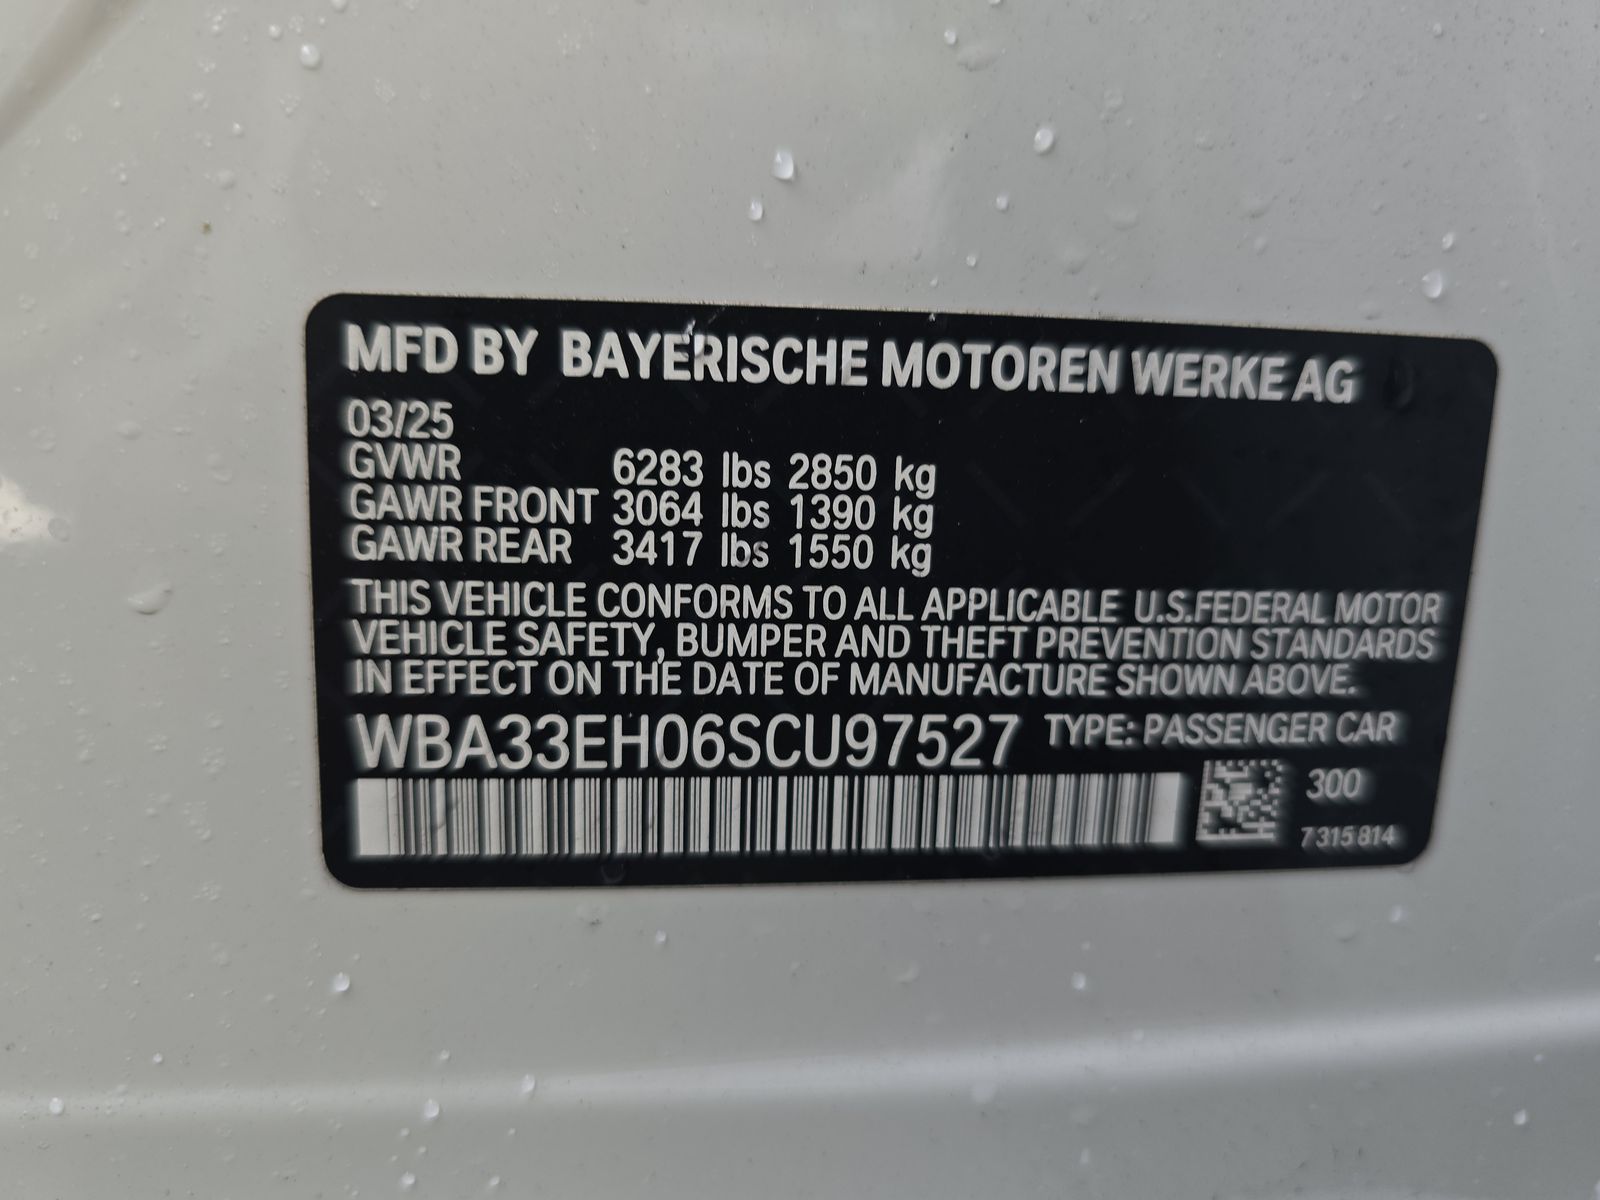 MFD BY BAYERISCHE MOTOREN WERKE AG
03/25
GVWR 6283 lbs 2850 kg
GAWR FRONT 3064 lbs 1390 kg
GAWR REAR 3417 lbs 1550 kg
THIS VEHICLE CONFORMS TO ALL APPLICABLE U.S.FEDERAL MOTOR
VEHICLE SAFETY, BUMPER AND THEFT PREVENTION STANDARDS
IN EFFECT ON THE DATE OF MANUFACTURE SHOWN ABOVE.
WBA33EH06SCU97527 TYPE: PASSENGER CAR
300
7 315 814